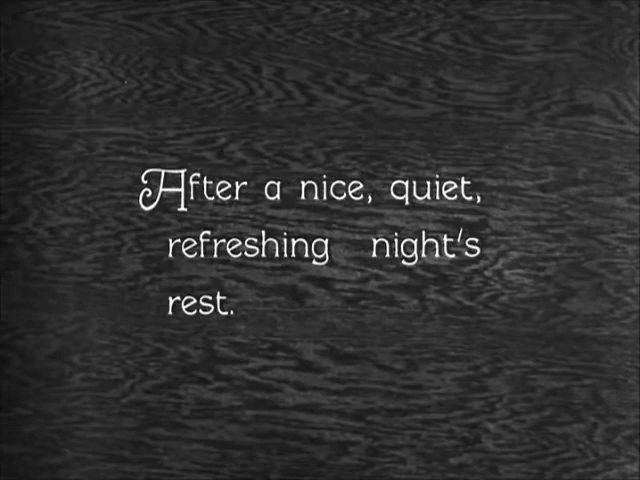 After a nice, quiet,
refreshing night's
rest.